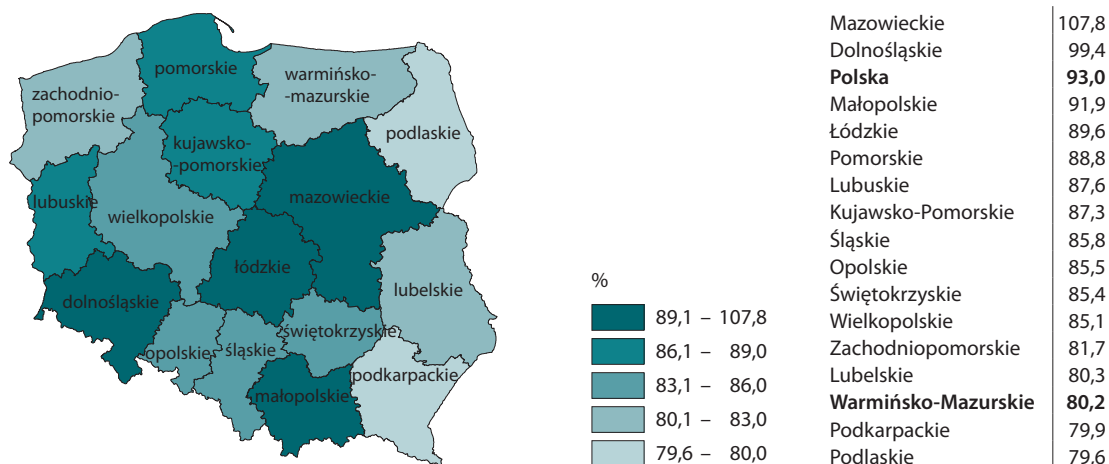 pomorskie
warmińsko-
-mazurskie
zachodnio-
pomorskie
podlaskie
kujawsko-
-pomorskie
lubuskie
wielkopolskie
mazowieckie
łódzkie
dolnośląskie
lubelskie
opolskie
śląskie
świętokrzyskie
małopolskie
podkarpackie
%
89,1 – 107,8
86,1 – 89,0
83,1 – 86,0
80,1 – 83,0
79,6 – 80,0
Mazowieckie 107,8
Dolnośląskie 99,4
Polska 93,0
Małopolskie 91,9
Łódzkie 89,6
Pomorskie 88,8
Lubuskie 87,6
Kujawsko-Pomorskie 87,3
Śląskie 85,8
Opolskie 85,5
Świętokrzyskie 85,4
Wielkopolskie 85,1
Zachodniopomorskie 81,7
Lubelskie 80,3
Warmińsko-Mazurskie 80,2
Podkarpackie 79,9
Podlaskie 79,6